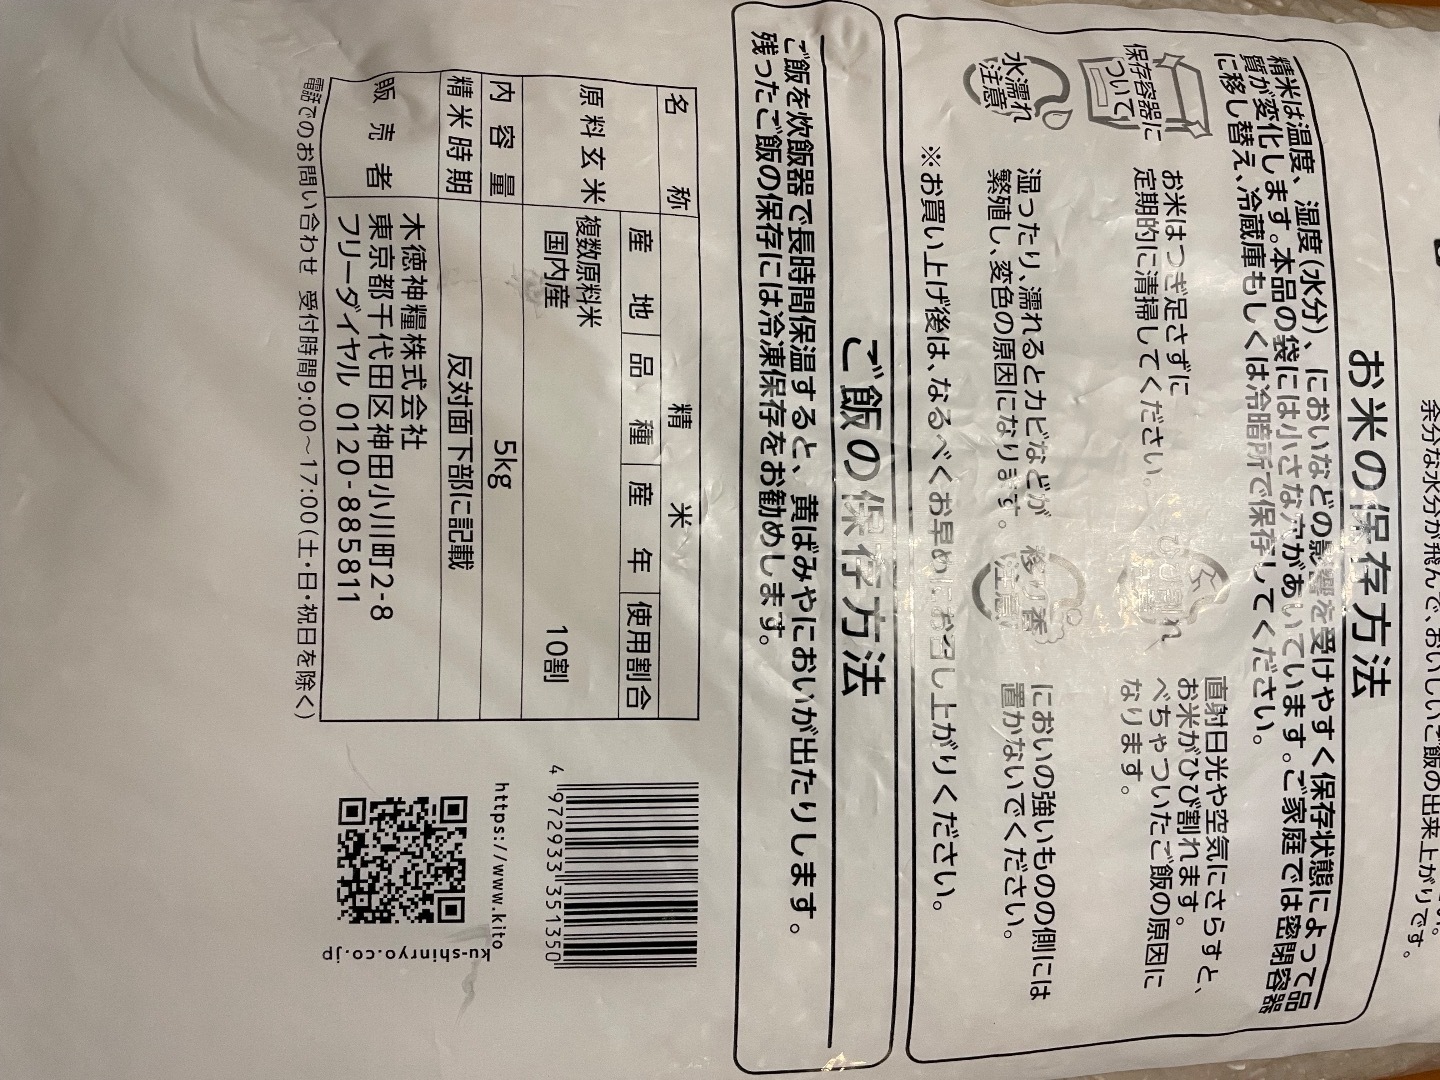 余分な水分が飛んで、おいしいご飯の出来上がりです。
お米の保存方法
精米は温度、湿度(水分)、においなどの影響を受けやすく保存状態によって品
質が変化します。本品の袋には小さな穴があいています。ご家庭では密閉容器
に移し替え、冷蔵庫もしくは冷暗所で保存してください。
保存容器に
ついて
お米はつぎ足さずに
定期的に清掃してください。
ひび割れ
直射日光や空気にさらすと、
お米がひび割れます。
べちゃついたご飯の原因に
なります。
水濡れ
注意
湿ったり、濡れるとカビなどが
繁殖し、変色の原因になります。
移り香
注意
においの強いものの側には
置かないでください。
※お買い上げ後は、なるべくお早めにお召し上がりください。
ご飯の保存方法
ご飯を炊飯器で長時間保温すると、黄ばみやにおいが出たりします。
残ったご飯の保存には冷凍保存をお勧めします。
名称 精米
原料玄米 産地 品種 産年 使用割合
複数原料米
国内産 10割
内容量 5kg
精米時期 反対面下部に記載
販売者 木徳神糧株式会社
東京都千代田区神田小川町2-8
フリーダイヤル 0120-885811
電話でのお問い合わせ 受付時間9:00~17:00(土・日・祝日を除く)
4 972933 351350
https://www.kito
ku-shinryo.co.jp